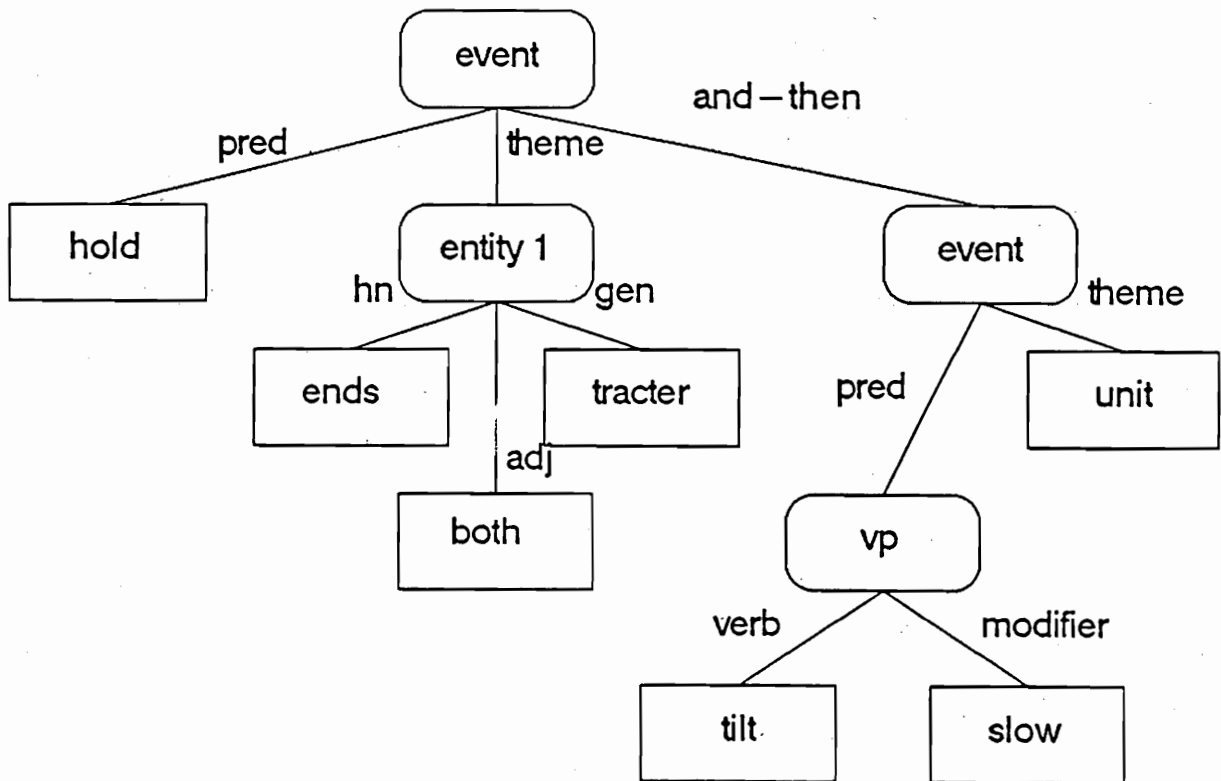 event
and–then
pred
theme
hold
entity 1
event
hn
gen
theme
ends
tracter
pred
unit
adj
both
vp
verb
modifier
tilt
slow